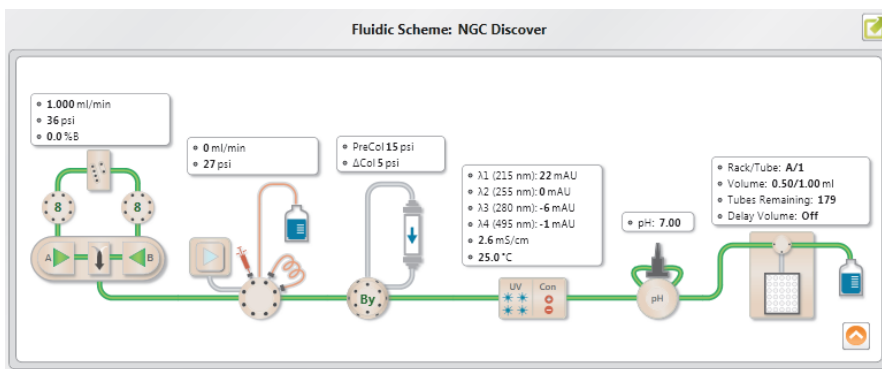 Fluidic Scheme: NGC Discover
1.000 ml/min
36 psi
0.0 %B
0 ml/min
27 psi
PreCol 15 psi
ΔCol 5 psi
λ1 (215 nm): 22 mAU
λ2 (255 nm): 0 mAU
λ3 (280 nm): -6 mAU
λ4 (495 nm): -1 mAU
2.6 mS/cm
25.0 °C
pH: 7.00
Rack/Tube: A/1
Volume: 0.50/1.00 ml
Tubes Remaining: 179
Delay Volume: Off
8
8
A
B
By
UV
Con
pH